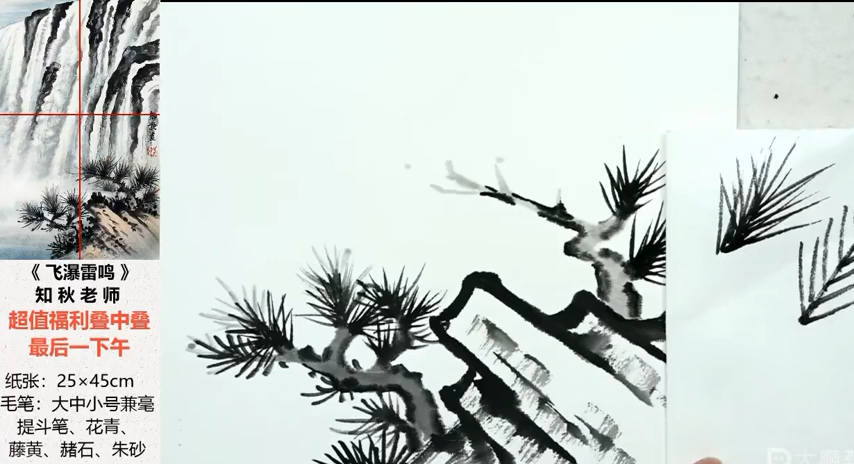 《 飞瀑雷鸣 》
知 秋 老 师
超值福利叠中叠
最后一下午
纸张：25×45cm
毛笔：大中小号兼毫
提斗笔、花青、
藤黄、赭石、朱砂